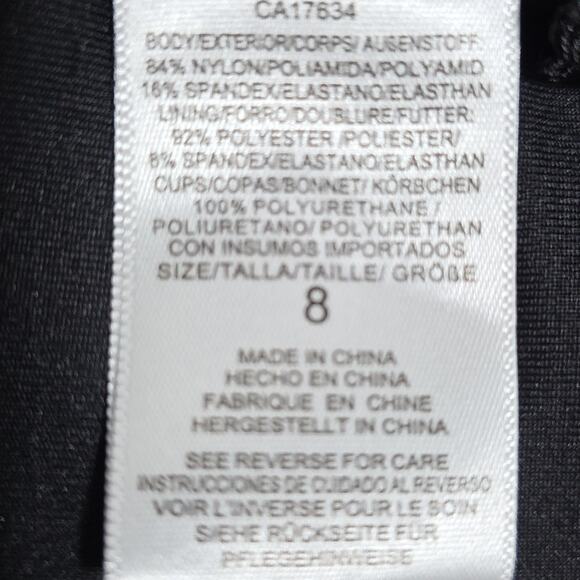 CA17634
BODY/EXTERIOR/CORPS/ AUßENSTOFF:
84% NYLON/POLIAMIDA/POLYAMID
16% SPANDEX/ELASTANO/ELASTHAN
LINING/FORRO/DOUBLURE/FUTTER:
92% POLYESTER /POLIESTER/
8% SPANDEX/ELASTANO/ELASTHAN
CUPS/COPAS/BONNET/ KÖRBCHEN
100% POLYURETHANE /
POLIURETANO/ POLYURETHAN
CON INSUMOS IMPORTADOS
SIZE/TALLA/TAILLE/ GRÖßE
8
MADE IN CHINA
HECHO EN CHINA
FABRIQUE EN CHINE
HERGESTELLT IN CHINA
SEE REVERSE FOR CARE
INSTRUCCIONES DE CUIDADO AL REVERSO
VOIR L'INVERSE POUR LE SOIN
SIEHE RÜCKSEITE FÜR
PFLEGEHINWEISE